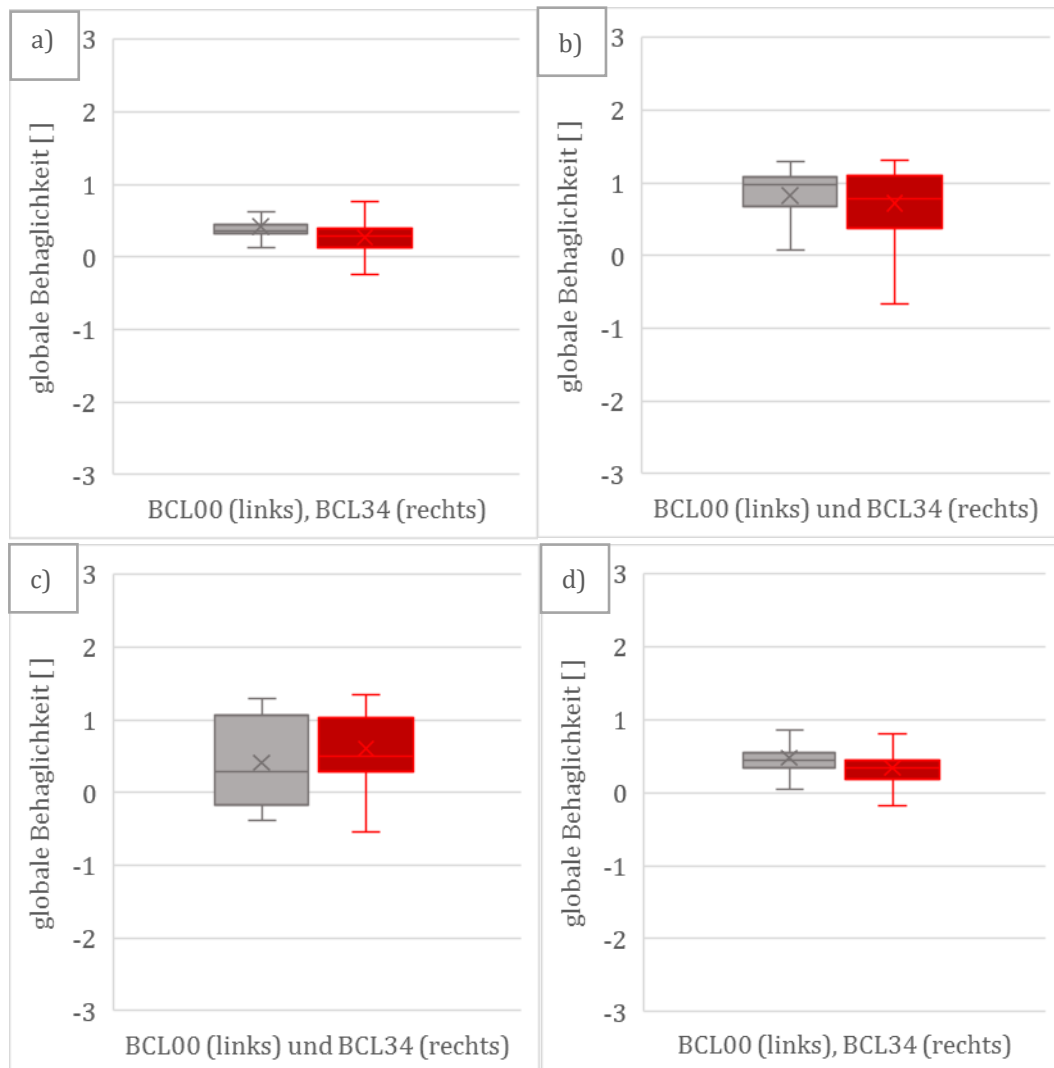 a)
globale Behaglichkeit [ ]
3
2
1
0
-1
-2
-3
BCL00 (links), BCL34 (rechts)
b)
globale Behaglichkeit [ ]
3
2
1
0
-1
-2
-3
BCL00 (links) und BCL34 (rechts)
c)
globale Behaglichkeit [ ]
3
2
1
0
-1
-2
-3
BCL00 (links) und BCL34 (rechts)
d)
globale Behaglichkeit [ ]
3
2
1
0
-1
-2
-3
BCL00 (links), BCL34 (rechts)